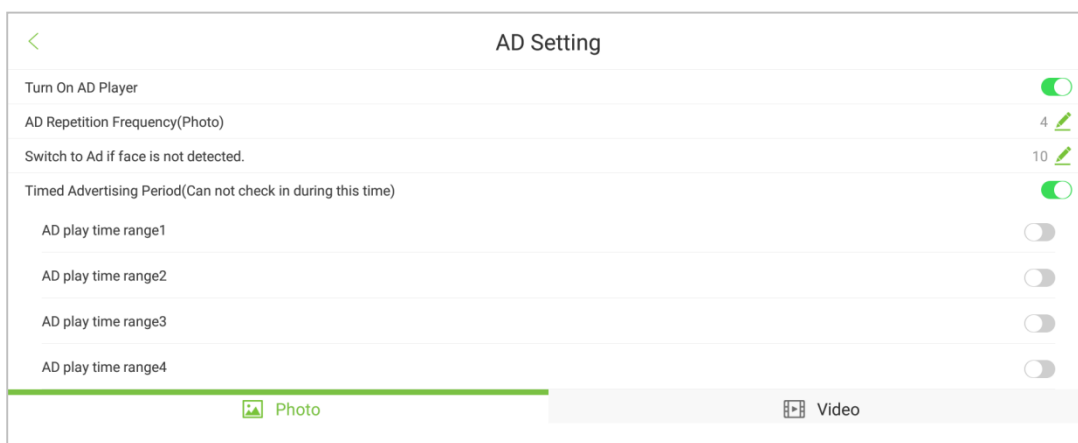 AD Setting
Turn On AD Player
AD Repetition Frequency(Photo) 4
Switch to Ad if face is not detected. 10
Timed Advertising Period(Can not check in during this time)
AD play time range1
AD play time range2
AD play time range3
AD play time range4
Photo Video